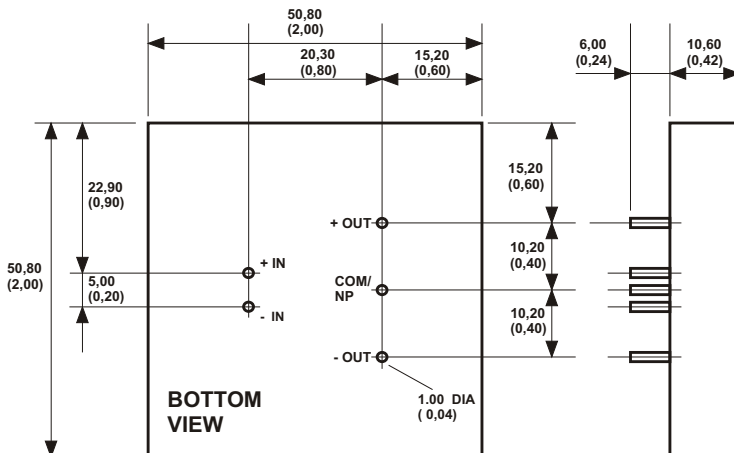 50,80
(2,00)
20,30
(0,80)
15,20
(0,60)
6,00
(0,24)
10,60
(0,42)
22,90
(0,90)
15,20
(0,60)
+ OUT
+ IN
10,20
(0,40)
50,80
(2,00)
5,00
(0,20)
COM/
NP
- IN
10,20
(0,40)
- OUT
BOTTOM
VIEW
1.00 DIA
( 0,04)